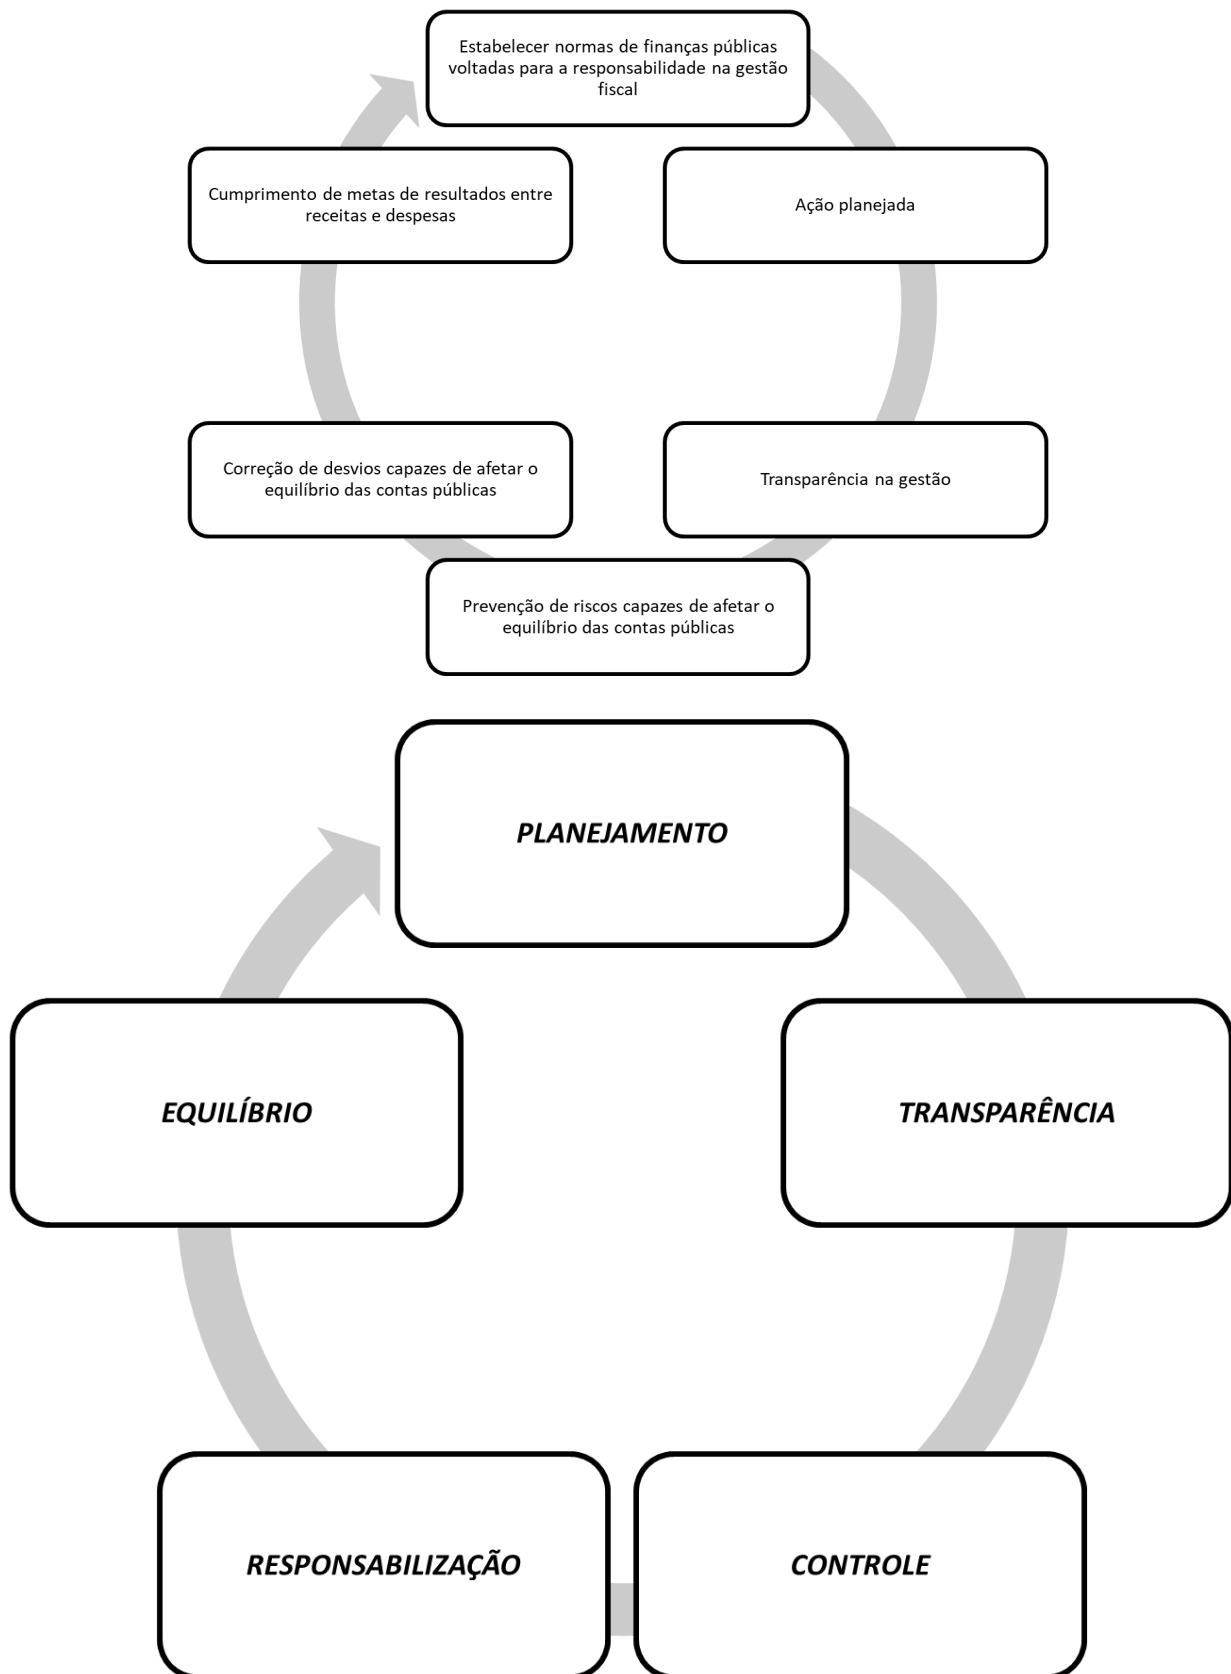 Estabelecer normas de finanças públicas
voltadas para a responsabilidade na gestão
fiscal
Cumprimento de metas de resultados entre
receitas e despesas
Ação planejada
Correção de desvios capazes de afetar o
equilíbrio das contas públicas
Transparência na gestão
Prevenção de riscos capazes de afetar o
equilíbrio das contas públicas
PLANEJAMENTO
EQUILÍBRIO
TRANSPARÊNCIA
RESPONSABILIZAÇÃO
CONTROLE